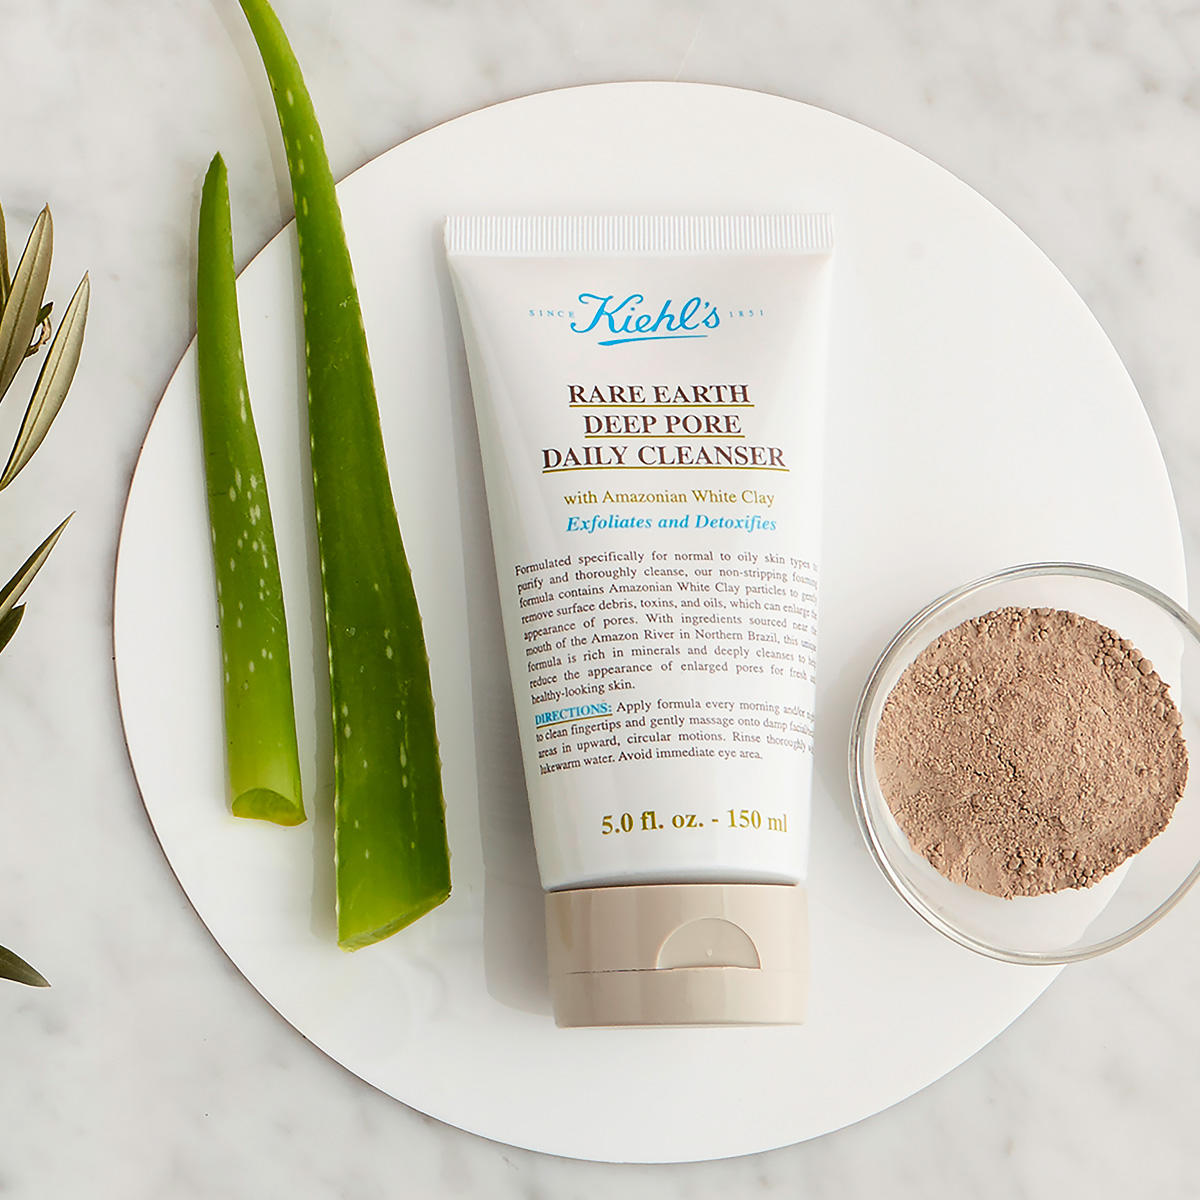 SINCE Kiehl's 1851
RARE EARTH
DEEP PORE
DAILY CLEANSER
with Amazonian White Clay
Exfoliates and Detoxifies
Formulated specifically for normal to oily skin types
purify and thoroughly cleanse, our non-stripping foaming
formula contains Amazonian White Clay particles to gently
remove surface debris, toxins, and oils, which can enlarge
appearance of pores. With ingredients sourced near the
mouth of the Amazon River in Northern Brazil, this unique
formula is rich in minerals and deeply cleanses to help
reduce the appearance of enlarged pores for fresh
healthy-looking skin.
DIRECTIONS: Apply formula every morning and/or
to clean fingertips and gently massage onto damp
areas in upward, circular motions. Rinse thoroughly
lukewarm water. Avoid immediate eye area.
5.0 fl. oz. - 150 ml